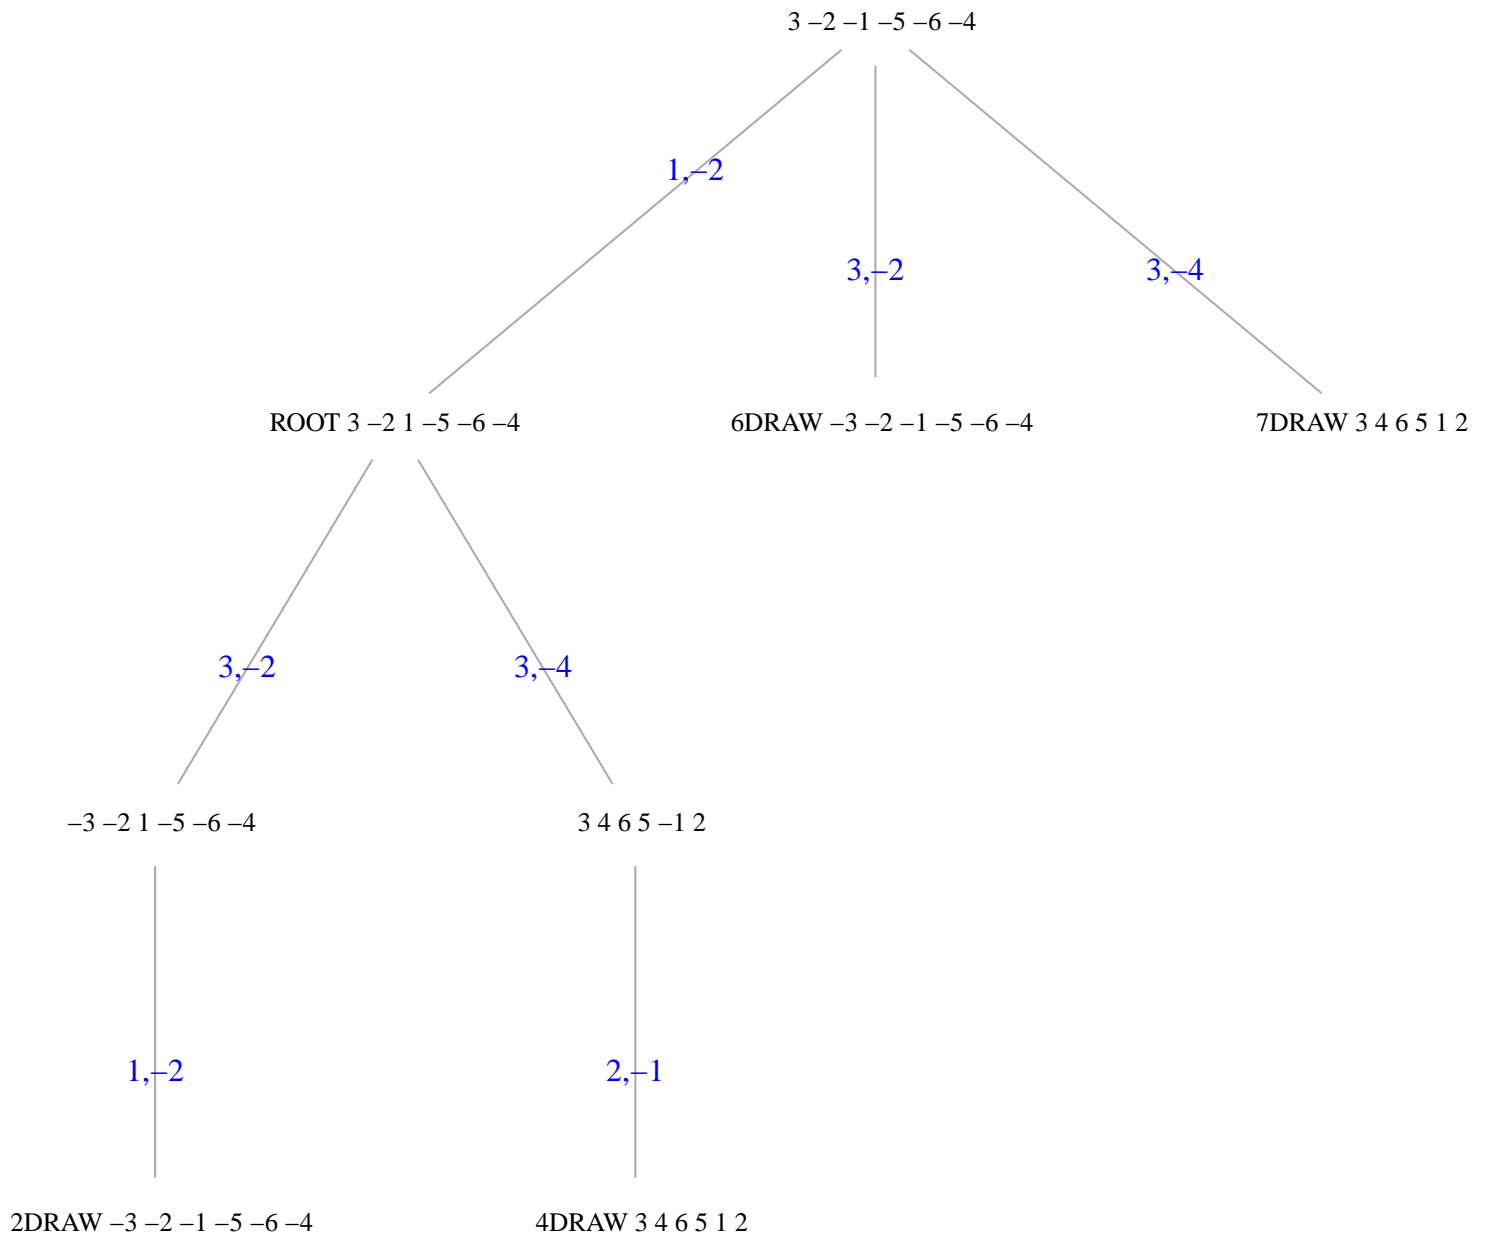 3 –2 –1 –5 –6 –4
1,–2
3,–2
3,–4
ROOT 3 –2 1 –5 –6 –4
6DRAW –3 –2 –1 –5 –6 –4
7DRAW 3 4 6 5 1 2
3,–2
3,–4
–3 –2 1 –5 –6 –4
3 4 6 5 –1 2
1,–2
2,–1
2DRAW –3 –2 –1 –5 –6 –4
4DRAW 3 4 6 5 1 2